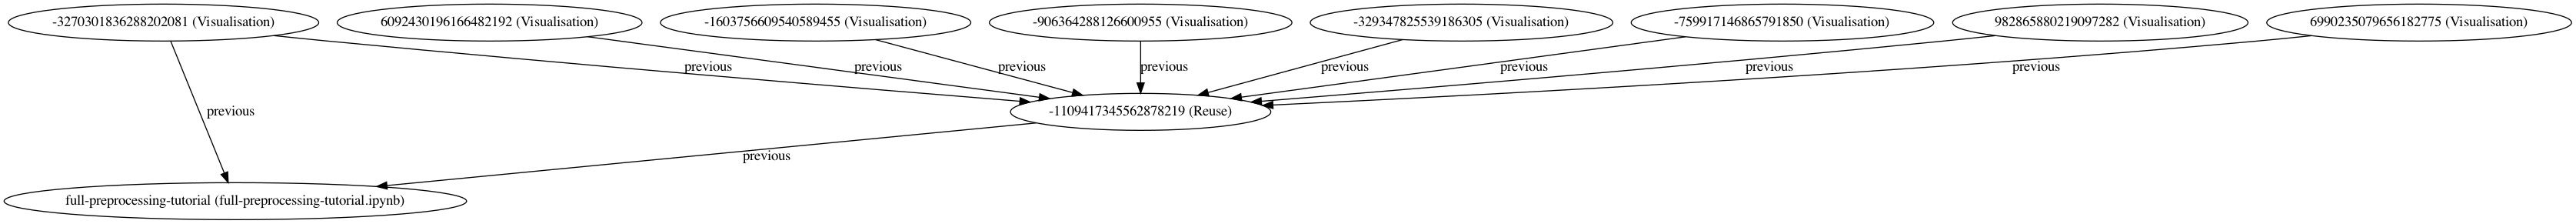 -3270301836288202081 (Visualisation)
6092430196166482192 (Visualisation)
-1603756609540589455 (Visualisation)
-906364288126600955 (Visualisation)
-329347825539186305 (Visualisation)
-759917146865791850 (Visualisation)
982865880219097282 (Visualisation)
6990235079656182775 (Visualisation)
previous
previous
previous
previous
previous
previous
previous
previous
previous
-1109417345562878219 (Reuse)
previous
full-preprocessing-tutorial (full-preprocessing-tutorial.ipynb)